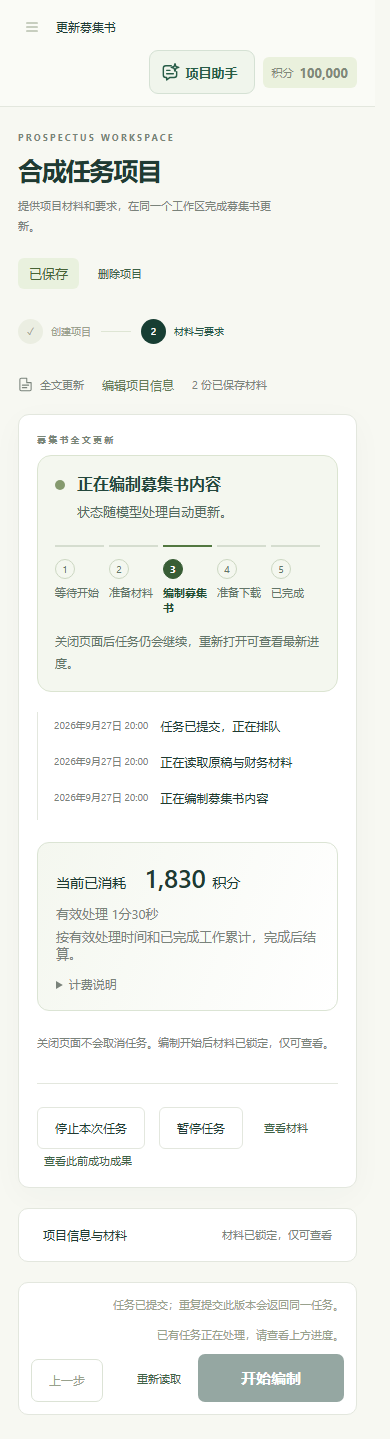 更新募集书
项目助手
积分 100,000
PROSPECTUS WORKSPACE
合成任务项目
提供项目材料和要求，在同一个工作区完成募集书更
新。
已保存 删除项目
✓ 创建项目 2 材料与要求
全文更新 编辑项目信息 2 份已保存材料
募集书全文更新
正在编制募集书内容
状态随模型处理自动更新。
1 2 3 4 5
等待开始 准备材料 编制募集 准备下载 已完成
书
关闭页面后任务仍会继续，重新打开可查看最新进
度。
2026年9月27日 20:00 任务已提交，正在排队
2026年9月27日 20:00 正在读取原稿与财务材料
2026年9月27日 20:00 正在编制募集书内容
当前已消耗 1,830 积分
有效处理 1分30秒
按有效处理时间和已完成工作累计，完成后结
算。
计费说明
关闭页面不会取消任务。编制开始后材料已锁定，仅可查看。
停止本次任务 暂停任务 查看材料
查看此前成功成果
项目信息与材料 材料已锁定，仅可查看
任务已提交；重复提交此版本会返回同一任务。
已有任务正在处理，请查看上方进度。
上一步 重新读取 开始编制